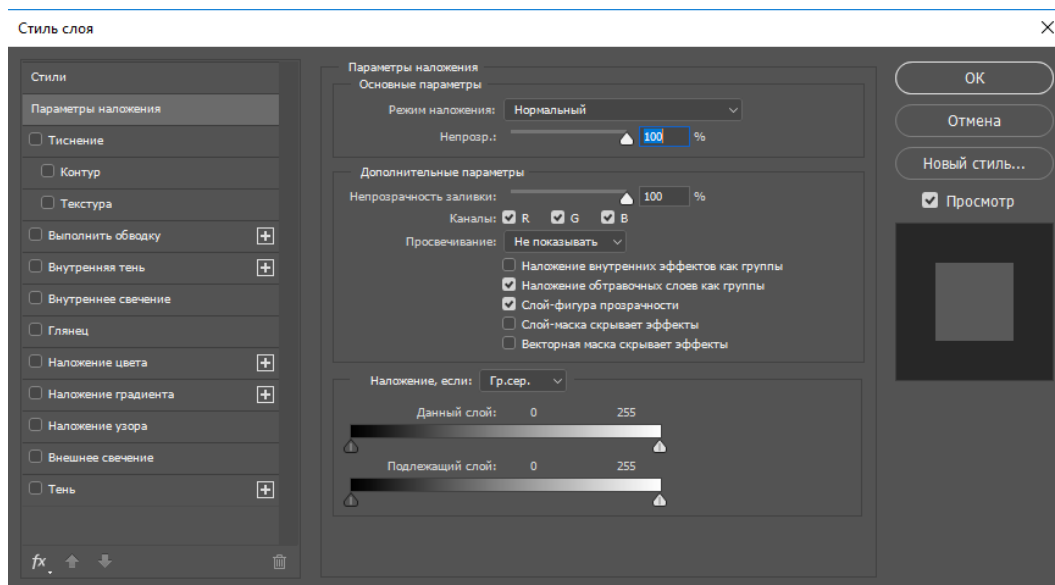 Стиль слоя
Стили
Параметры наложения
Тиснение
Контур
Текстура
Выполнить обводку
Внутренняя тень
Внутреннее свечение
Глянец
Наложение цвета
Наложение градиента
Наложение узора
Внешнее свечение
Тень
fx
Параметры наложения
Основные параметры
Режим наложения: Нормальный
Непрозр.: 100 %
Дополнительные параметры
Непрозрачность заливки: 100 %
Каналы: R G B
Просвечивание: Не показывать
Наложение внутренних эффектов как группы
Наложение обтравочных слоев как группы
Слой-фигура прозрачности
Слой-маска скрывает эффекты
Векторная маска скрывает эффекты
Наложение, если: Гр.сер.
Данный слой: 0 255
Подлежащий слой: 0 255
ОК
Отмена
Новый стиль...
Просмотр